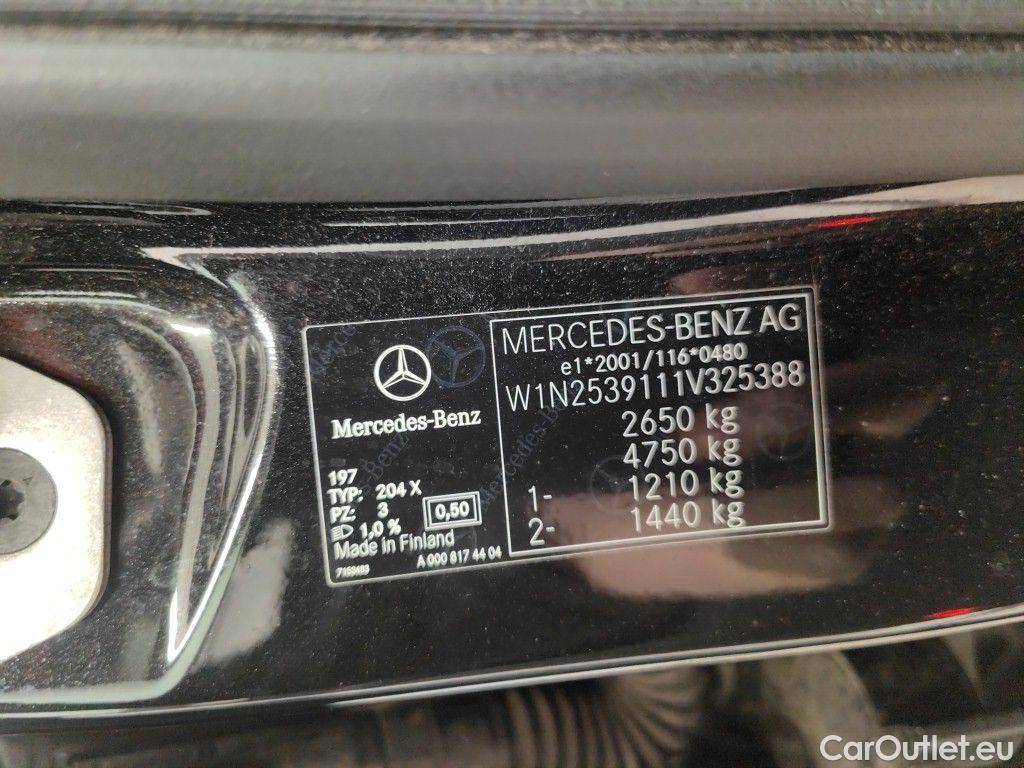 MERCEDES-BENZ AG
e1*2001/116*0480
W1N2539111V325388
2650 kg
4750 kg
1- 1210 kg
2- 1440 kg
Mercedes-Benz
197
TYP: 204 X
PZ: 3
0,50
1,0 %
Made in Finland
7153483
A 000 817 44 04
CarOutlet.eu